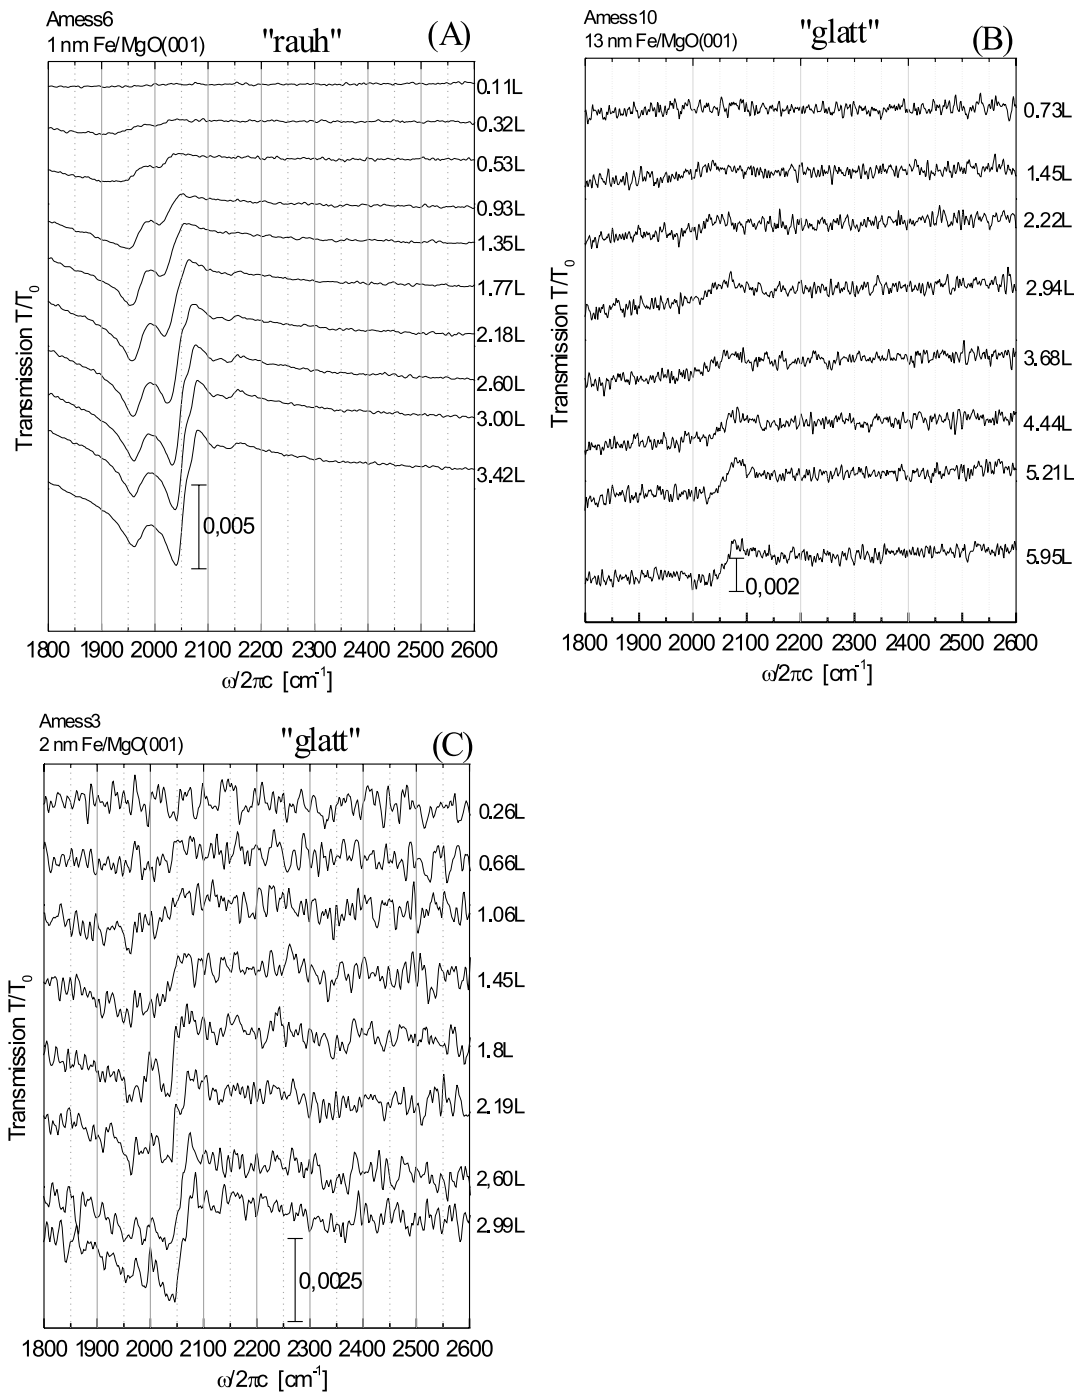 Amess6
1 nm Fe/MgO(001)
"rauh"
(A)
0.11L
0.32L
0.53L
0.93L
1.35L
1.77L
2.18L
2.60L
3.00L
3.42L
0,005
Transmission T/T0
1800 1900 2000 2100 2200 2300 2400 2500 2600
ω/2πc [cm-1]
Amess10
13 nm Fe/MgO(001)
"glatt"
(B)
0.73L
1.45L
2.22L
2.94L
3.68L
4.44L
5.21L
5.95L
0,002
Transmission T/T0
1800 1900 2000 2100 2200 2300 2400 2500 2600
ω/2πc [cm-1]
Amess3
2 nm Fe/MgO(001)
"glatt"
(C)
0.26L
0.66L
1.06L
1.45L
1.8L
2.19L
2,60L
2.99L
0,0025
Transmission T/T0
1800 1900 2000 2100 2200 2300 2400 2500 2600
ω/2πc [cm-1]